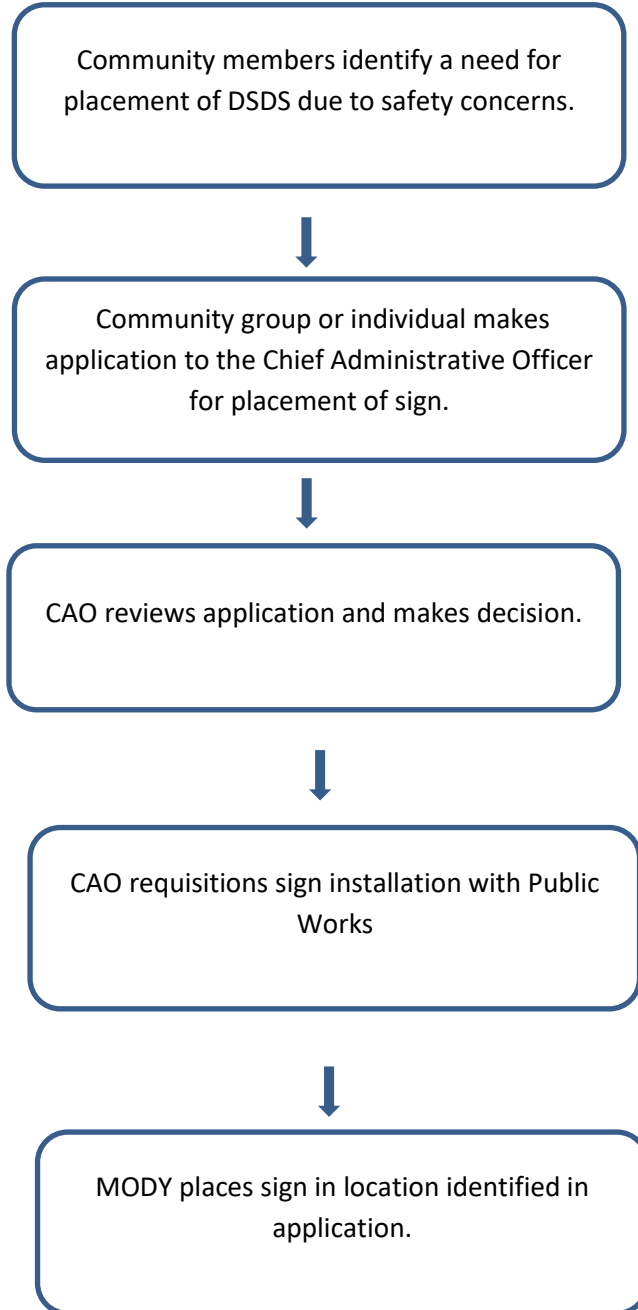 Community members identify a need for
placement of DSDS due to safety concerns.
Community group or individual makes
application to the Chief Administrative Officer
for placement of sign.
CAO reviews application and makes decision.
CAO requisitions sign installation with Public
Works
MODY places sign in location identified in
application.